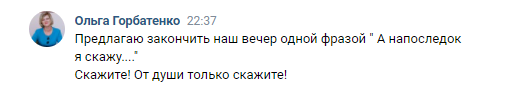 Ольга Горбатенко 22:37
Предлагаю закончить наш вечер одной фразой " А напоследок
я скажу...."
Скажите! От души только скажите!